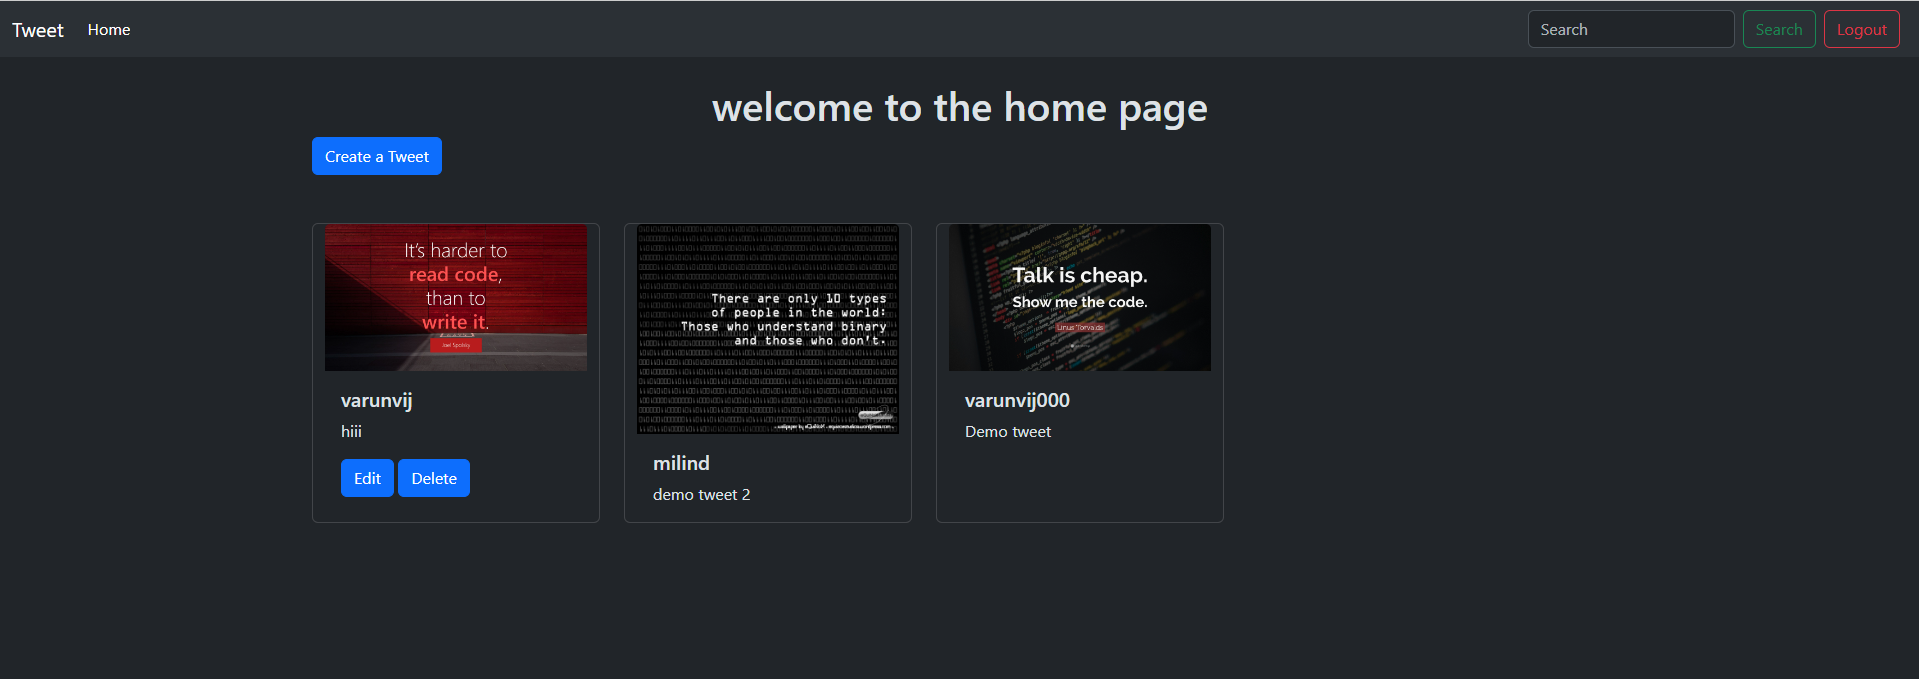 Tweet
Home
Search
Search
Logout
welcome to the home page
Create a Tweet
It's harder to
read code,
than to
write it.
Joel Spolsky
varunvij
hiii
Edit
Delete
There are only 10 types
of people in the world:
Those who understand binary
and those who don't.
milind
demo tweet 2
Talk is cheap.
Show me the code.
Linus Torvalds
varunvij000
Demo tweet